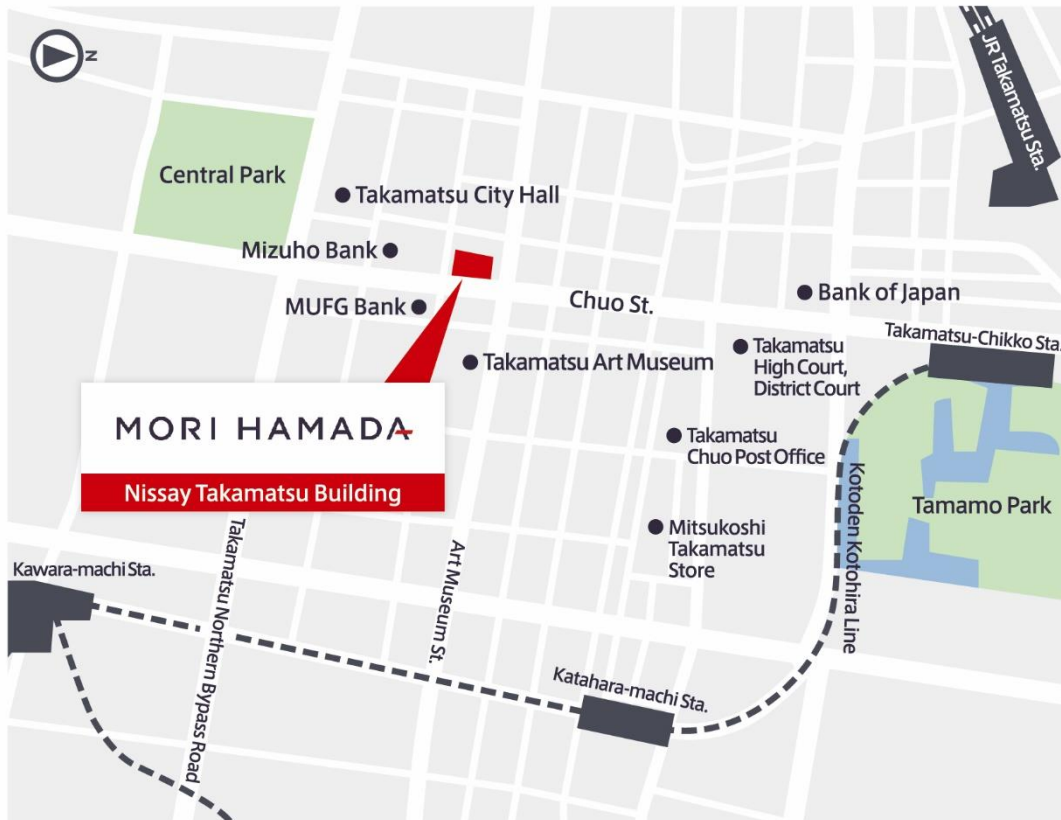 N
JR Takamatsu Sta.
Central Park
Takamatsu City Hall
Mizuho Bank
MUFG Bank
Chuo St.
Bank of Japan
Takamatsu-Chikko Sta.
Takamatsu Art Museum
Takamatsu
High Court,
District Court
MORI HAMADA
Nissay Takamatsu Building
Takamatsu
Chuo Post Office
Tamamo Park
Mitsukoshi
Takamatsu
Store
Kotoden Kotohira Line
Kawara-machi Sta.
Takamatsu Northern Bypass Road
Art Museum St.
Katahara-machi Sta.